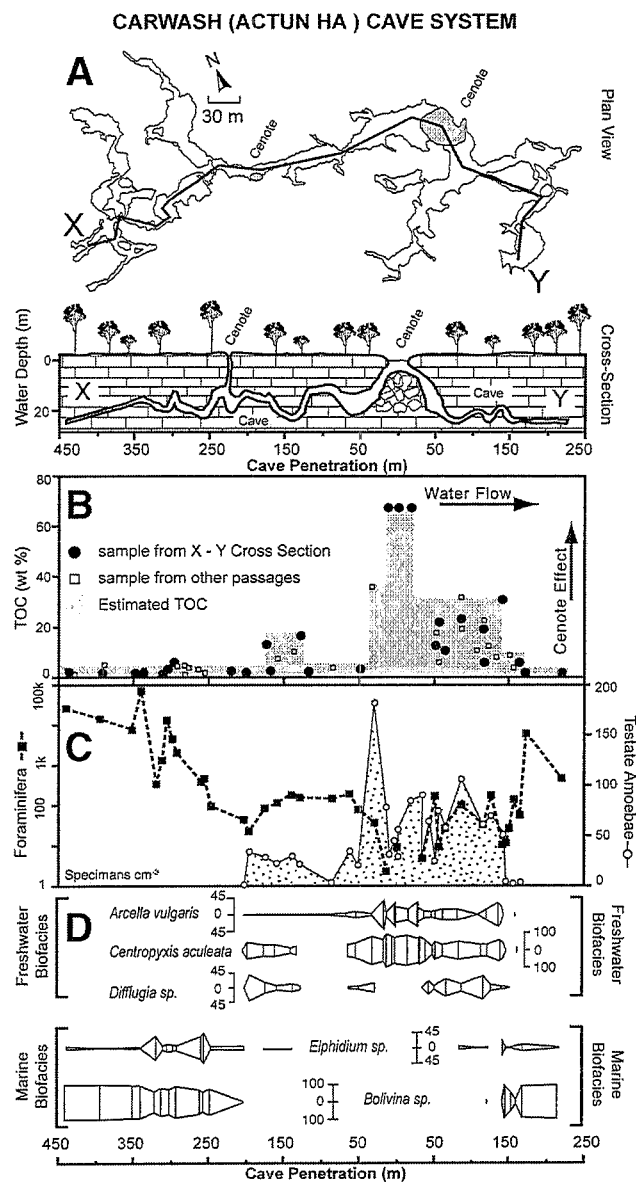 CARWASH (ACTUN HA ) CAVE SYSTEM
A
N
30 m
Cenote
Cenote
Plan View
X
Y
Water Depth (m)
0
20
Cenote
Cenote
X
Cave
Cave
Y
Cross-Section
450 350 250 150 50 50 150 250
Cave Penetration (m)
B
TOC (wt %)
80
60
40
20
0
Water Flow
sample from X - Y Cross Section
sample from other passages
Estimated TOC
Cenote Effect
C
Foraminifera
100k
1k
100
1
Specimans cm-3
200
150
100
50
0
Testate Amoebae
D
Freshwater Biofacies
Arcella vulgaris
45
0
45
Centropyxis aculeata
100
0
100
Difflugia sp.
45
0
45
Freshwater Biofacies
Marine Biofacies
Elphidium sp.
45
0
45
100
0
100
Bolivina sp.
Marine Biofacies
450 350 250 150 50 50 150 250
Cave Penetration (m)